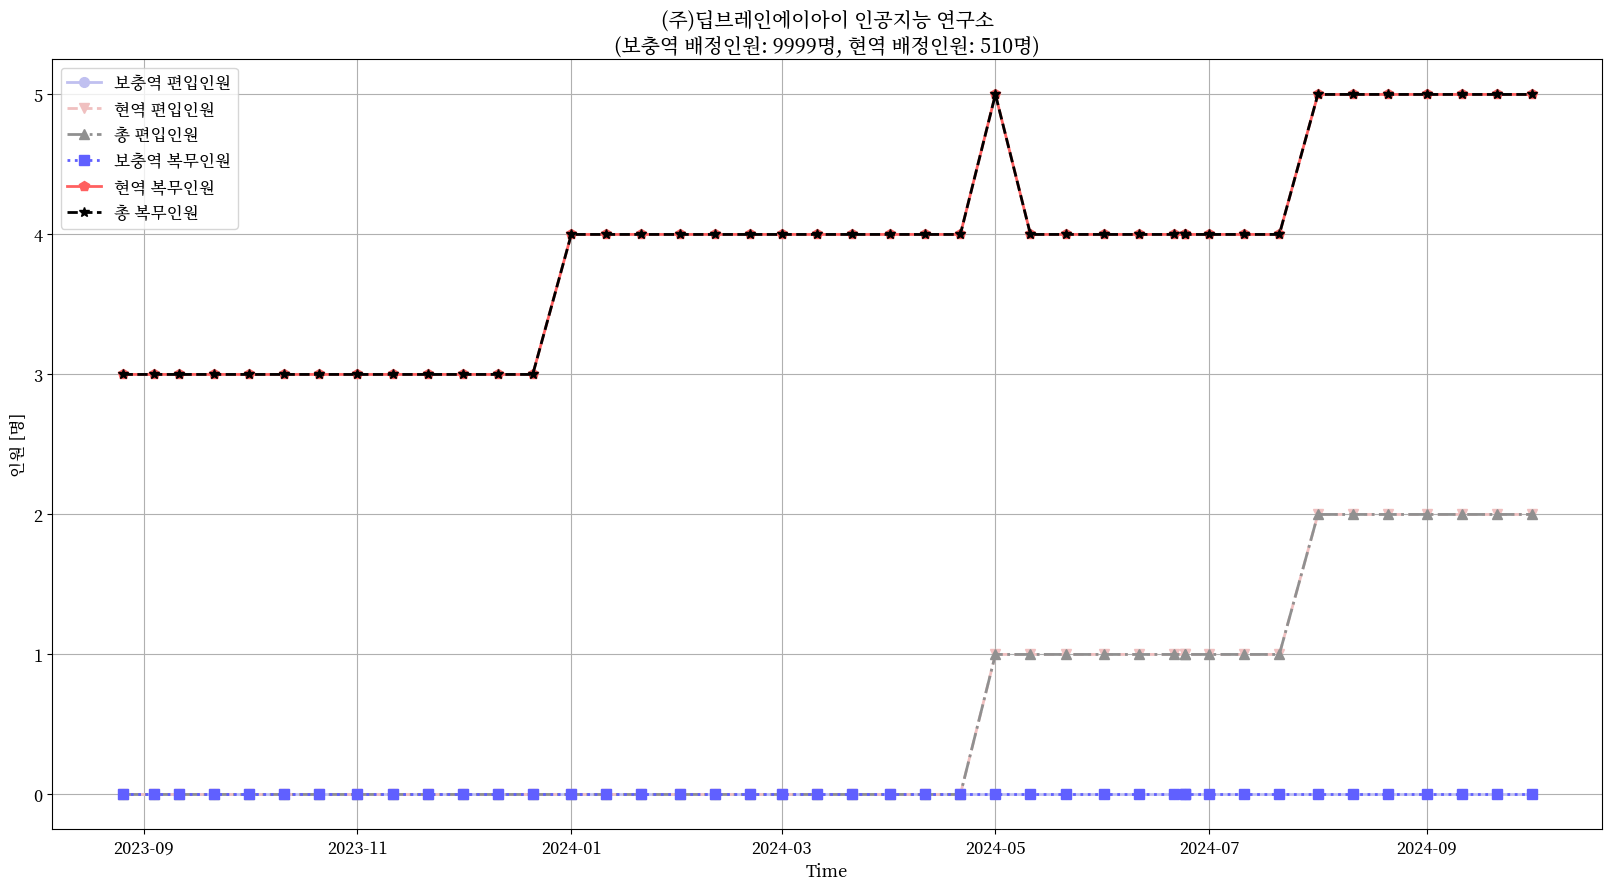 (주)딥브레인에이아이 인공지능 연구소
(보충역 배정인원: 9999명, 현역 배정인원: 510명)
보충역 편입인원
현역 편입인원
총 편입인원
보충역 복무인원
현역 복무인원
총 복무인원
인원 [명]
5
4
3
2
1
0
2023-09
2023-11
2024-01
2024-03
2024-05
2024-07
2024-09
Time